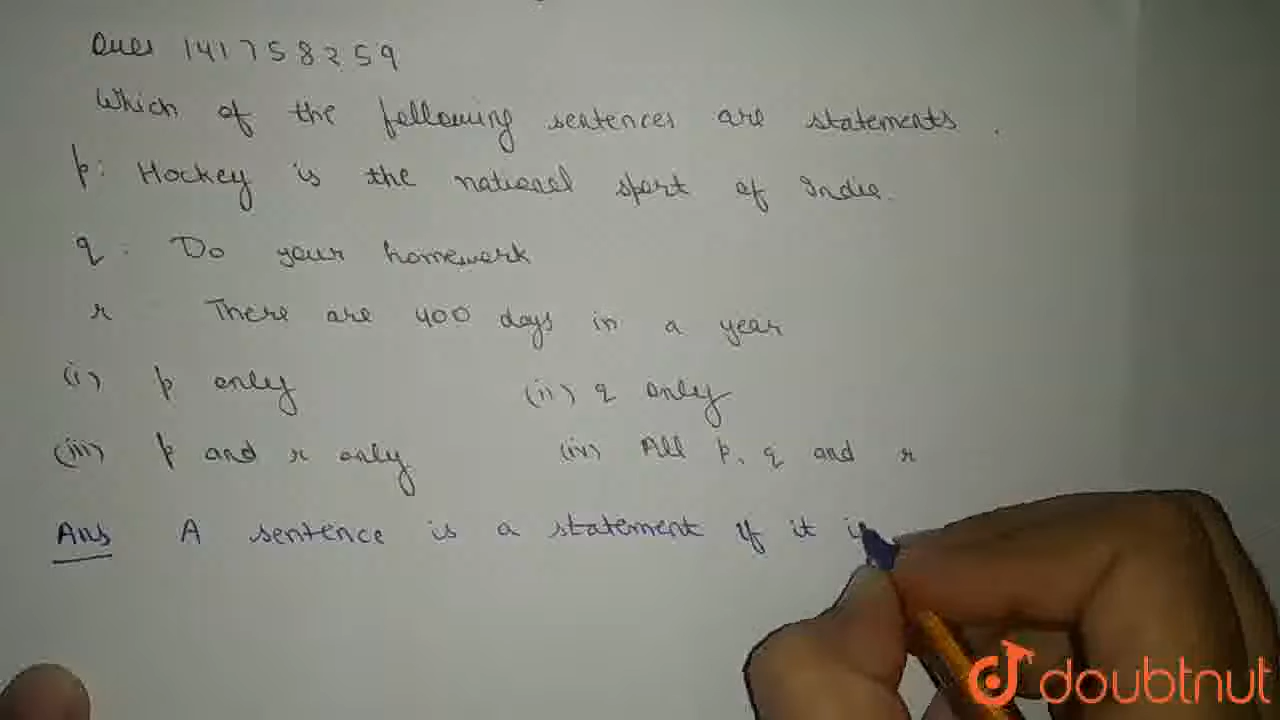 Ques 141758259
Which of the following sentences are statements.
p: Hockey is the national sport of India.
q. Do your homework
r There are 400 days in a year
(i) p only (ii) q only
(iii) p and r only (iv) All p, q and r
Ans A sentence is a statement if it is
doubtnut